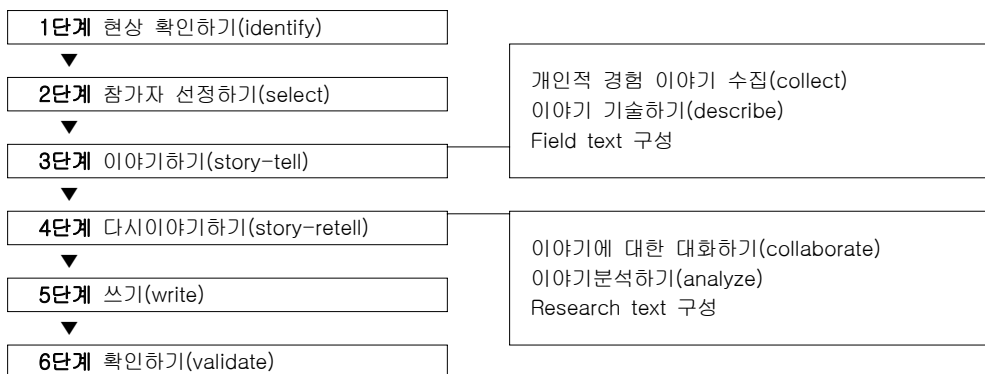 1단계 현상 확인하기(identify)
▼
2단계 참가자 선정하기(select)
▼
3단계 이야기하기(story-tell)
▼
4단계 다시이야기하기(story-retell)
▼
5단계 쓰기(write)
▼
6단계 확인하기(validate)
개인적 경험 이야기 수집(collect)
이야기 기술하기(describe)
Field text 구성
이야기에 대한 대화하기(collaborate)
이야기분석하기(analyze)
Research text 구성